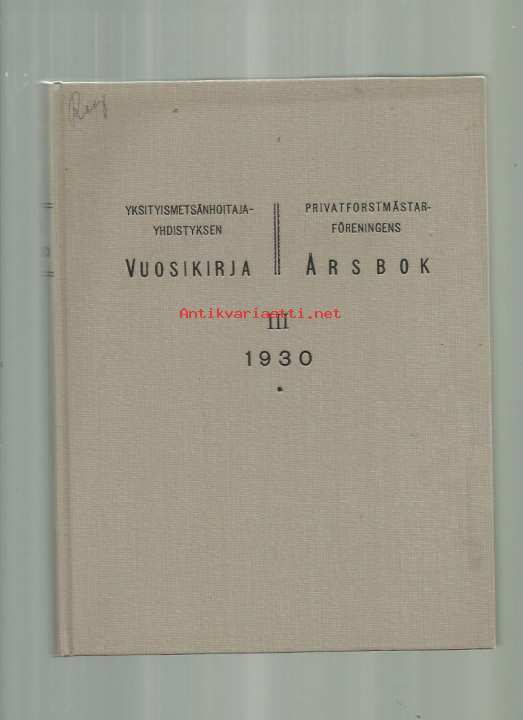 YKSITYISMETSÄNHOITAJA-
YHDISTYKSEN
VUOSIKIRJA
PRIVATFORSTMÄSTAR-
FÖRENINGENS
ÅRSBOK
Antikvariaatti.net
III
1930